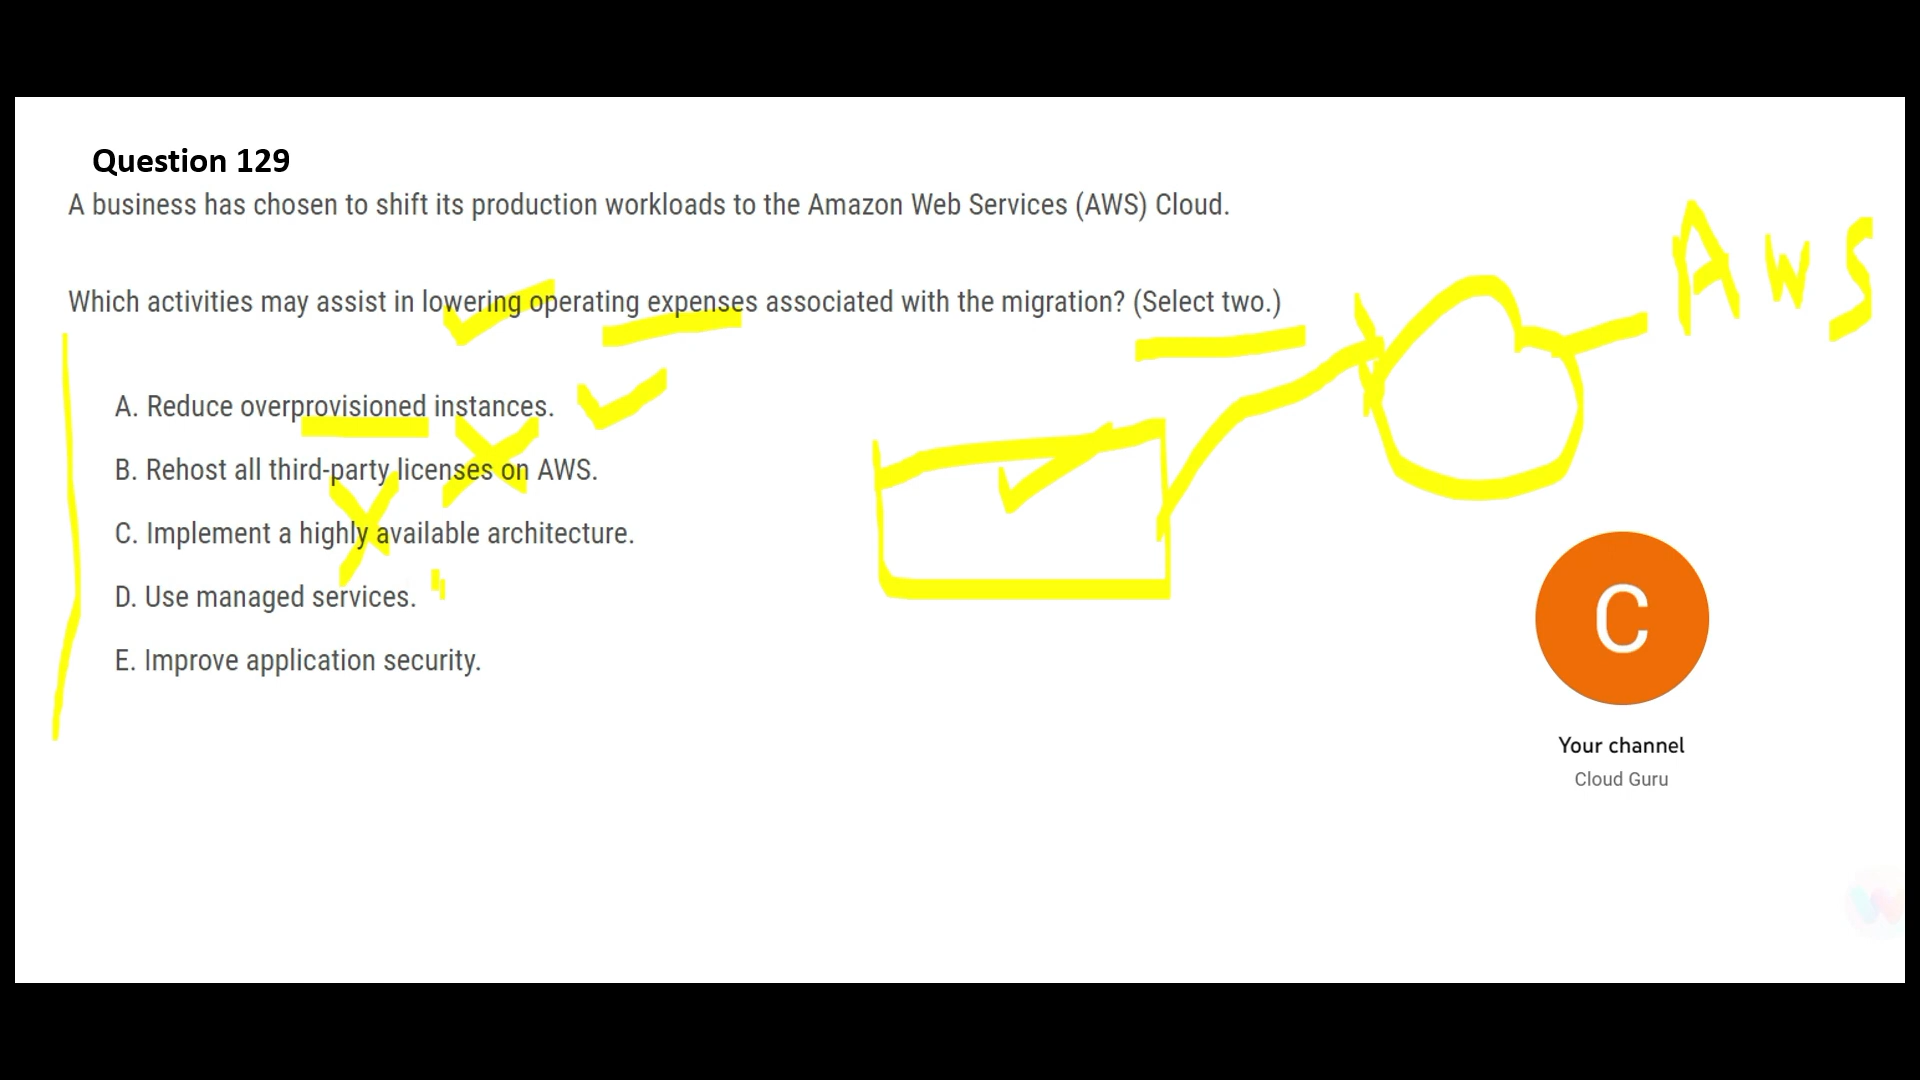 Question 129
A business has chosen to shift its production workloads to the Amazon Web Services (AWS) Cloud.
AWS
Which activities may assist in lowering operating expenses associated with the migration? (Select two.)
A. Reduce overprovisioned instances.
B. Rehost all third-party licenses on AWS.
C. Implement a highly available architecture.
D. Use managed services.
E. Improve application security.
C
Your channel
Cloud Guru